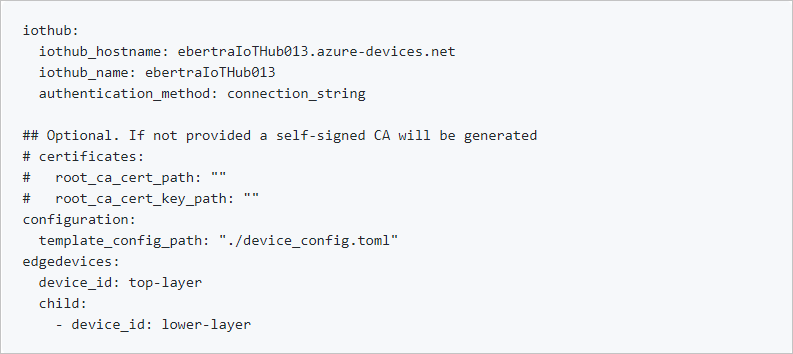 iothub:
  iothub_hostname: ebertraIoTHub013.azure-devices.net
  iothub_name: ebertraIoTHub013
  authentication_method: connection_string

## Optional. If not provided a self-signed CA will be generated
# certificates:
#   root_ca_cert_path: ""
#   root_ca_cert_key_path: ""
configuration:
  template_config_path: "./device_config.toml"
edgedevices:
  device_id: top-layer
  child:
    - device_id: lower-layer